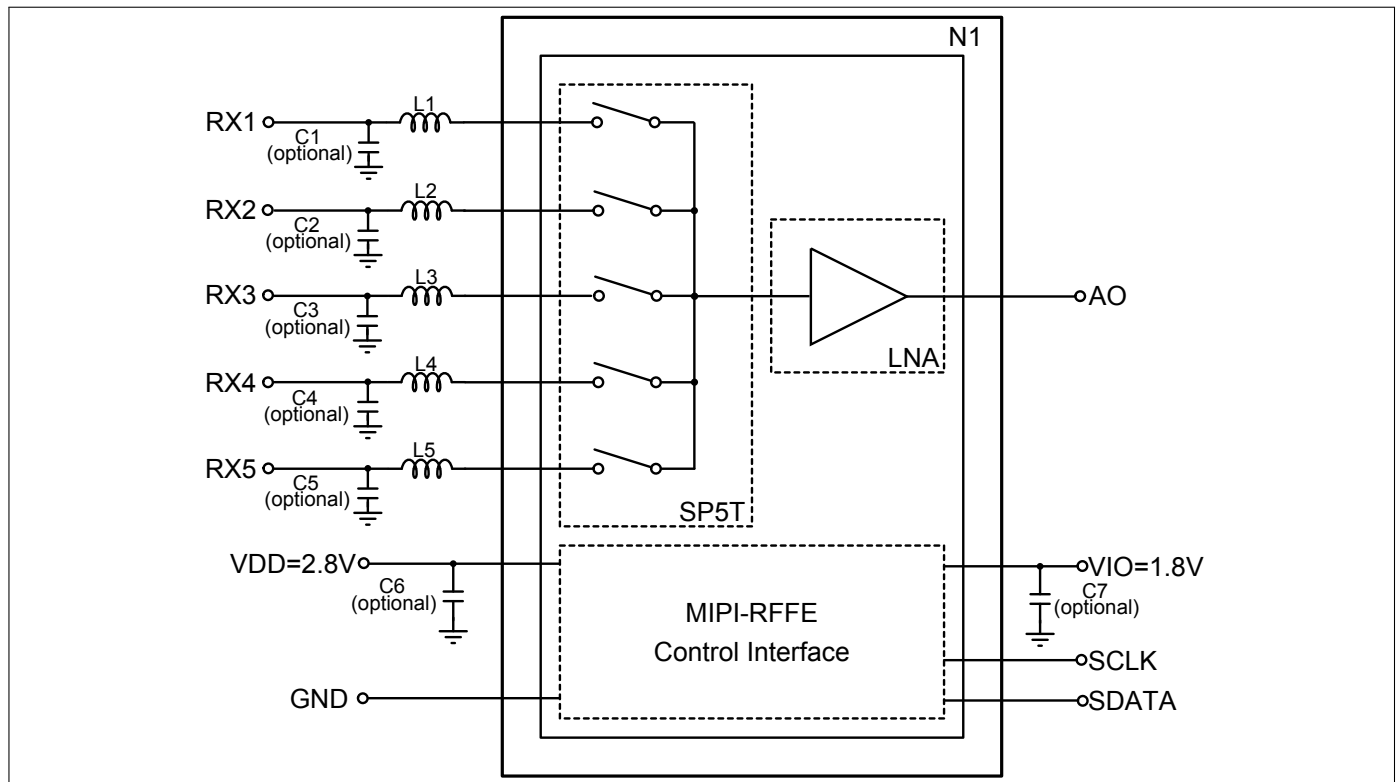 N1
RX1
C1
(optional)
L1
RX2
C2
(optional)
L2
RX3
C3
(optional)
L3
RX4
C4
(optional)
L4
RX5
C5
(optional)
L5
SP5T
LNA
AO
VDD=2.8V
C6
(optional)
GND
MIPI-RFFE
Control Interface
VIO=1.8V
C7
(optional)
SCLK
SDATA